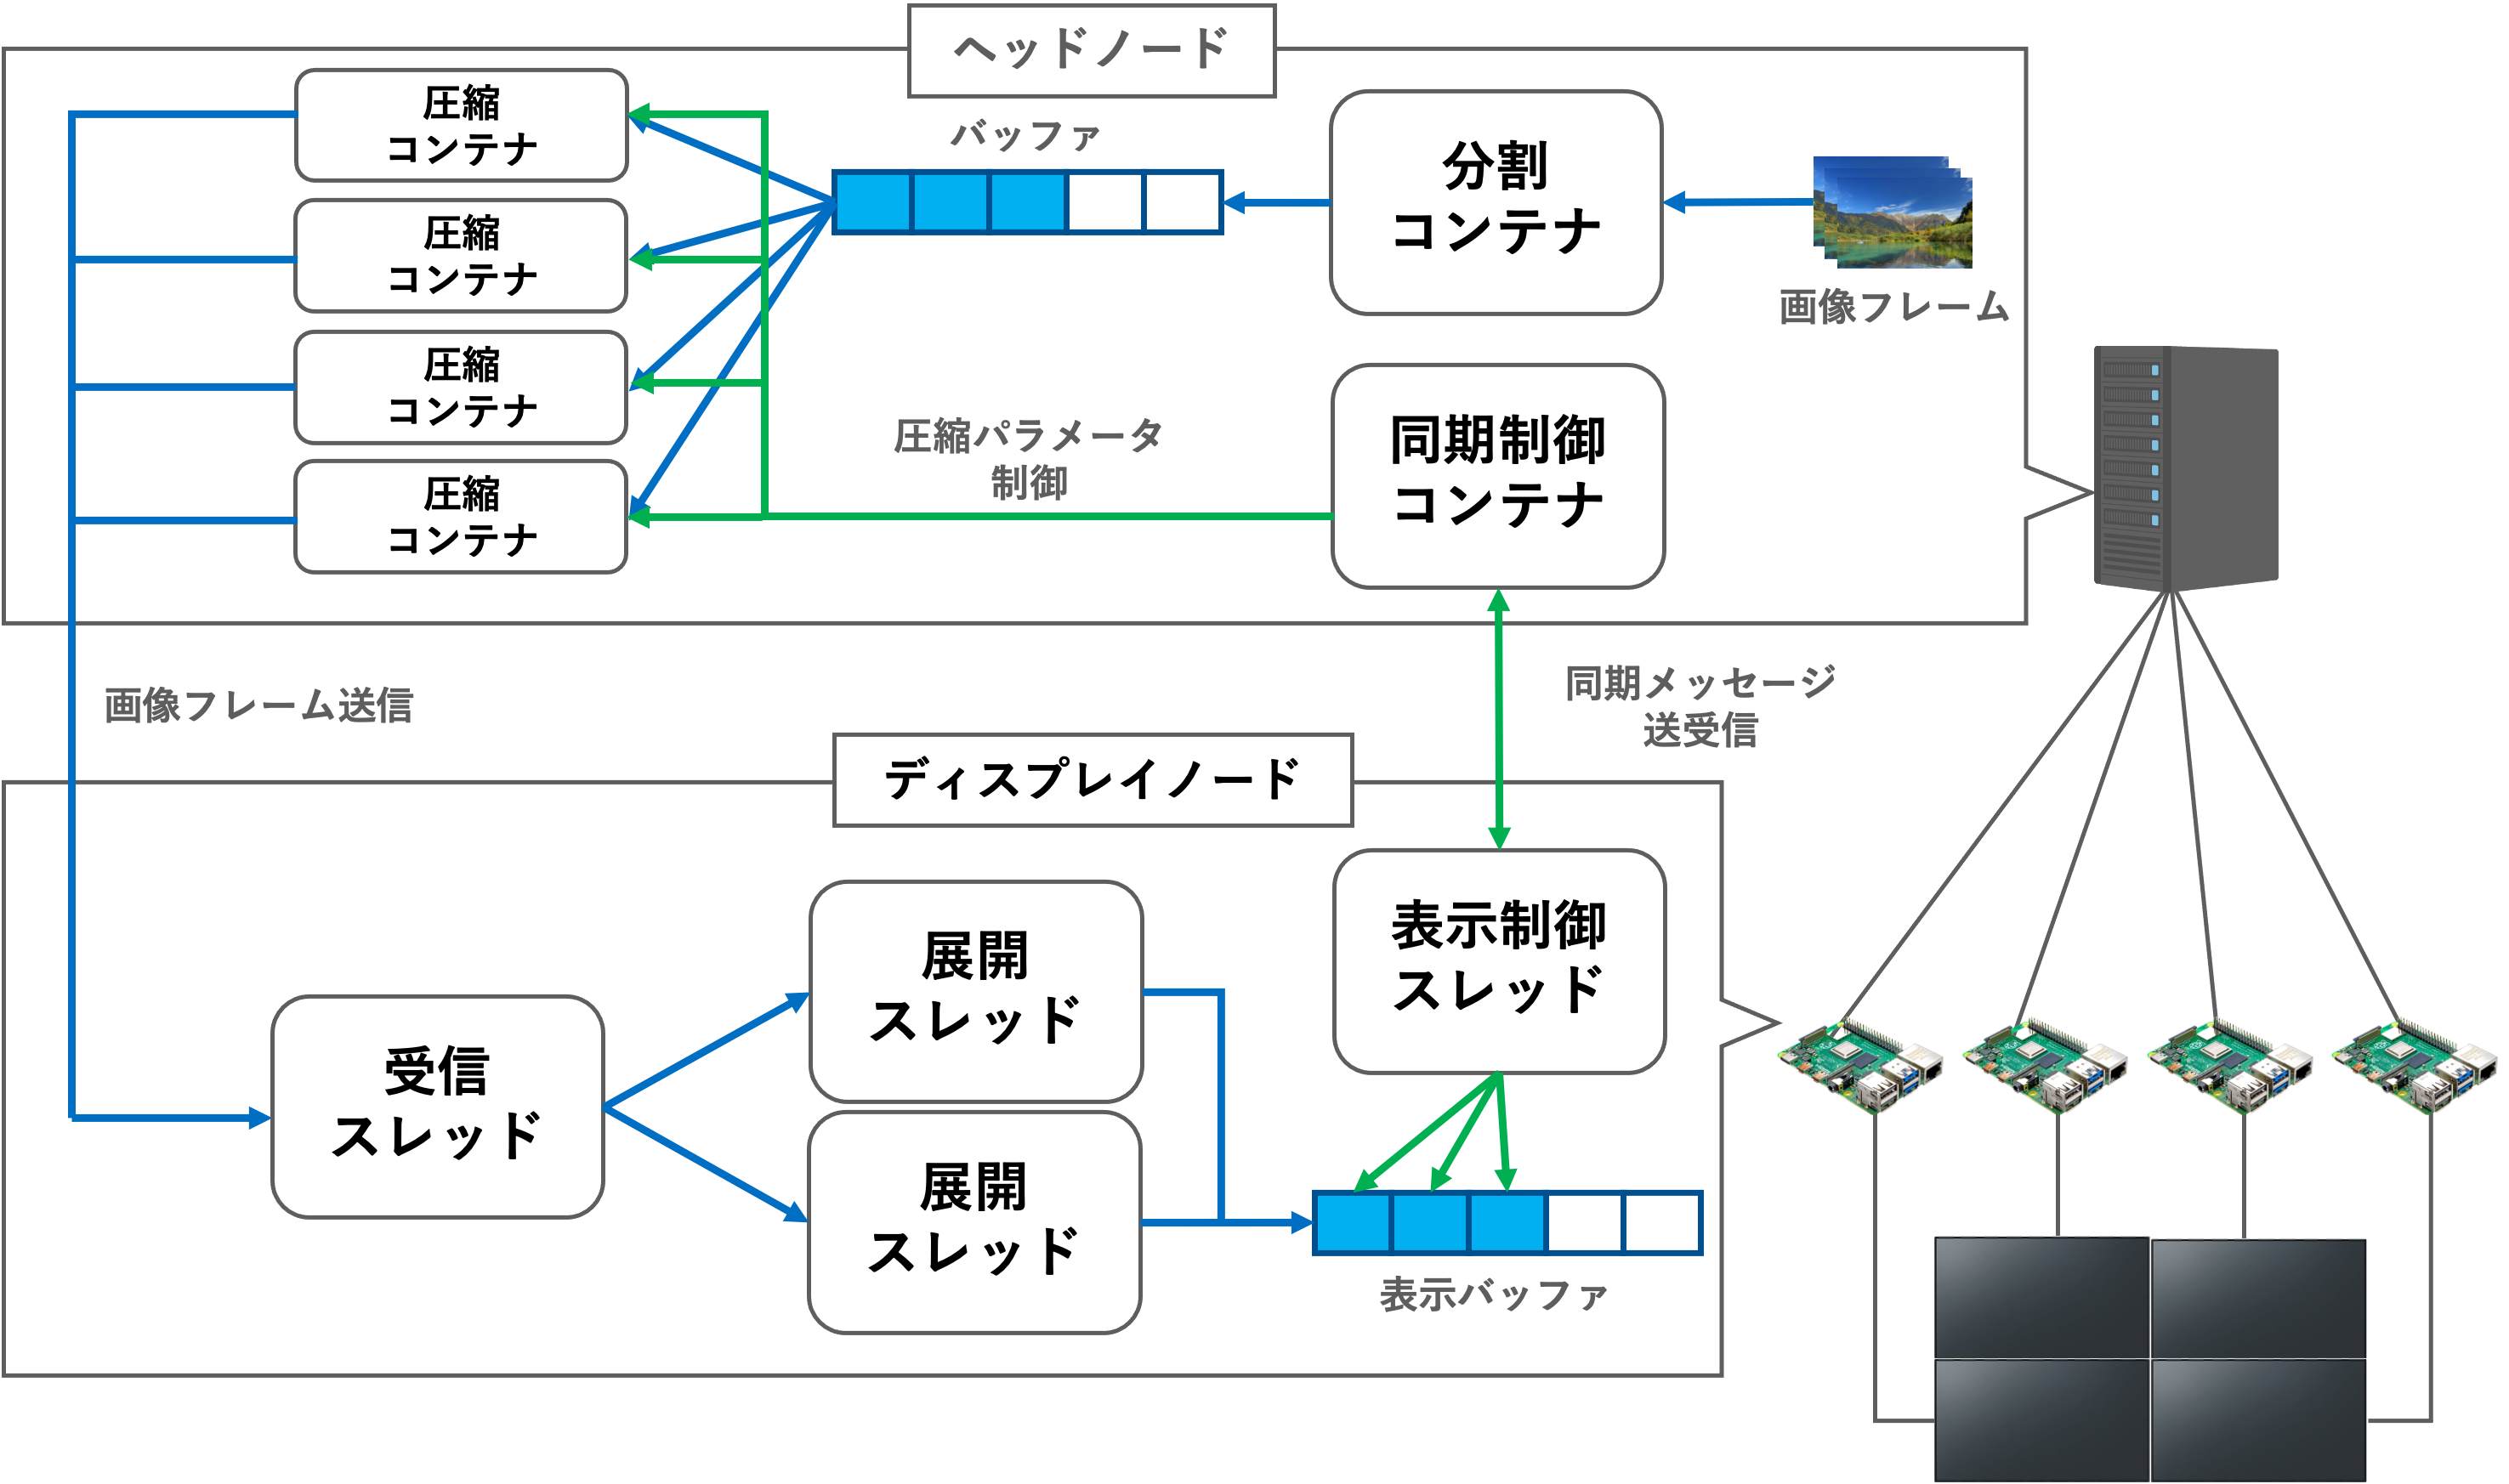 ヘッドノード
圧縮
コンテナ
バッファ
分割
コンテナ
圧縮
コンテナ
画像フレーム
圧縮
コンテナ
圧縮パラメータ
制御
同期制御
コンテナ
圧縮
コンテナ
画像フレーム送信
同期メッセージ
送受信
ディスプレイノード
展開
スレッド
表示制御
スレッド
受信
スレッド
展開
スレッド
表示バッファ